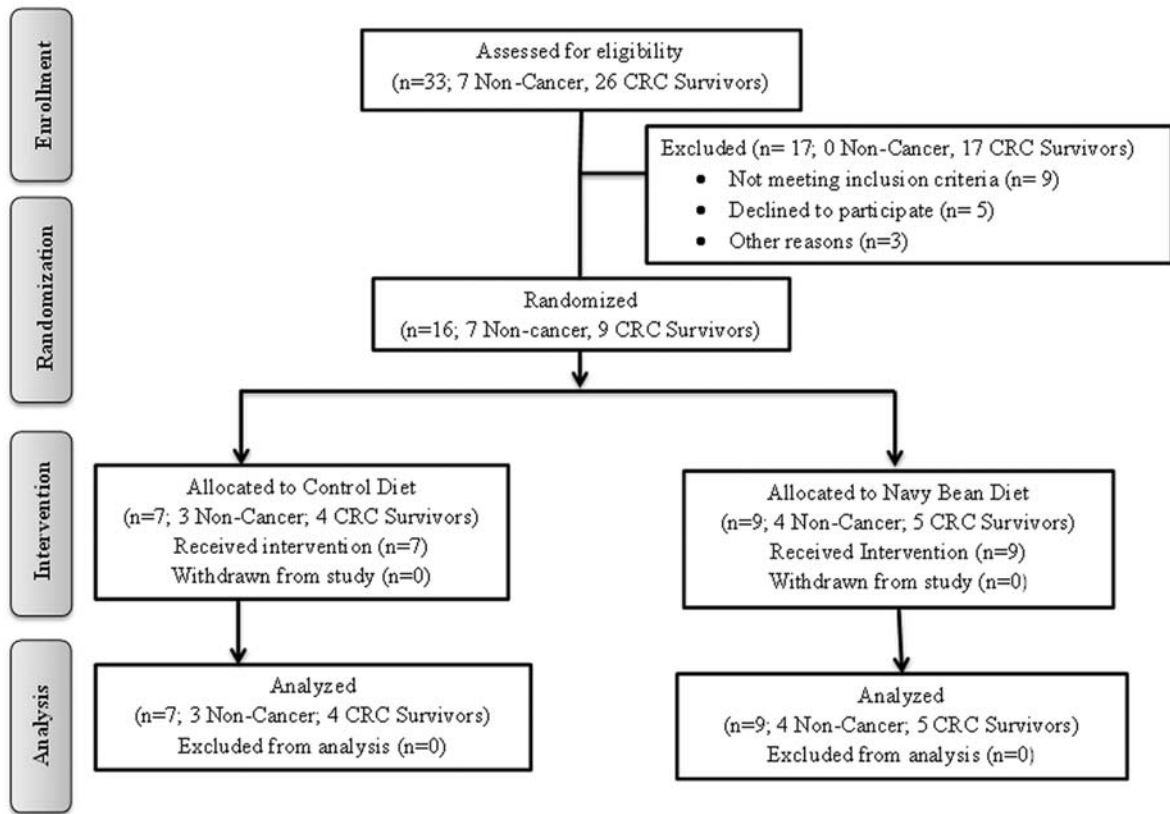 Enrollment
Assessed for eligibility
(n=33; 7 Non-Cancer, 26 CRC Survivors)
Excluded (n= 17; 0 Non-Cancer, 17 CRC Survivors)
• Not meeting inclusion criteria (n= 9)
• Declined to participate (n= 5)
• Other reasons (n=3)
Randomization
Randomized
(n=16; 7 Non-cancer, 9 CRC Survivors)
Intervention
Allocated to Control Diet
(n=7; 3 Non-Cancer; 4 CRC Survivors)
Received intervention (n=7)
Withdrawn from study (n=0)
Allocated to Navy Bean Diet
(n=9; 4 Non-Cancer; 5 CRC Survivors)
Received Intervention (n=9)
Withdrawn from study (n=0)
Analysis
Analyzed
(n=7; 3 Non-Cancer; 4 CRC Survivors)
Excluded from analysis (n=0)
Analyzed
(n=9; 4 Non-Cancer; 5 CRC Survivors)
Excluded from analysis (n=0)